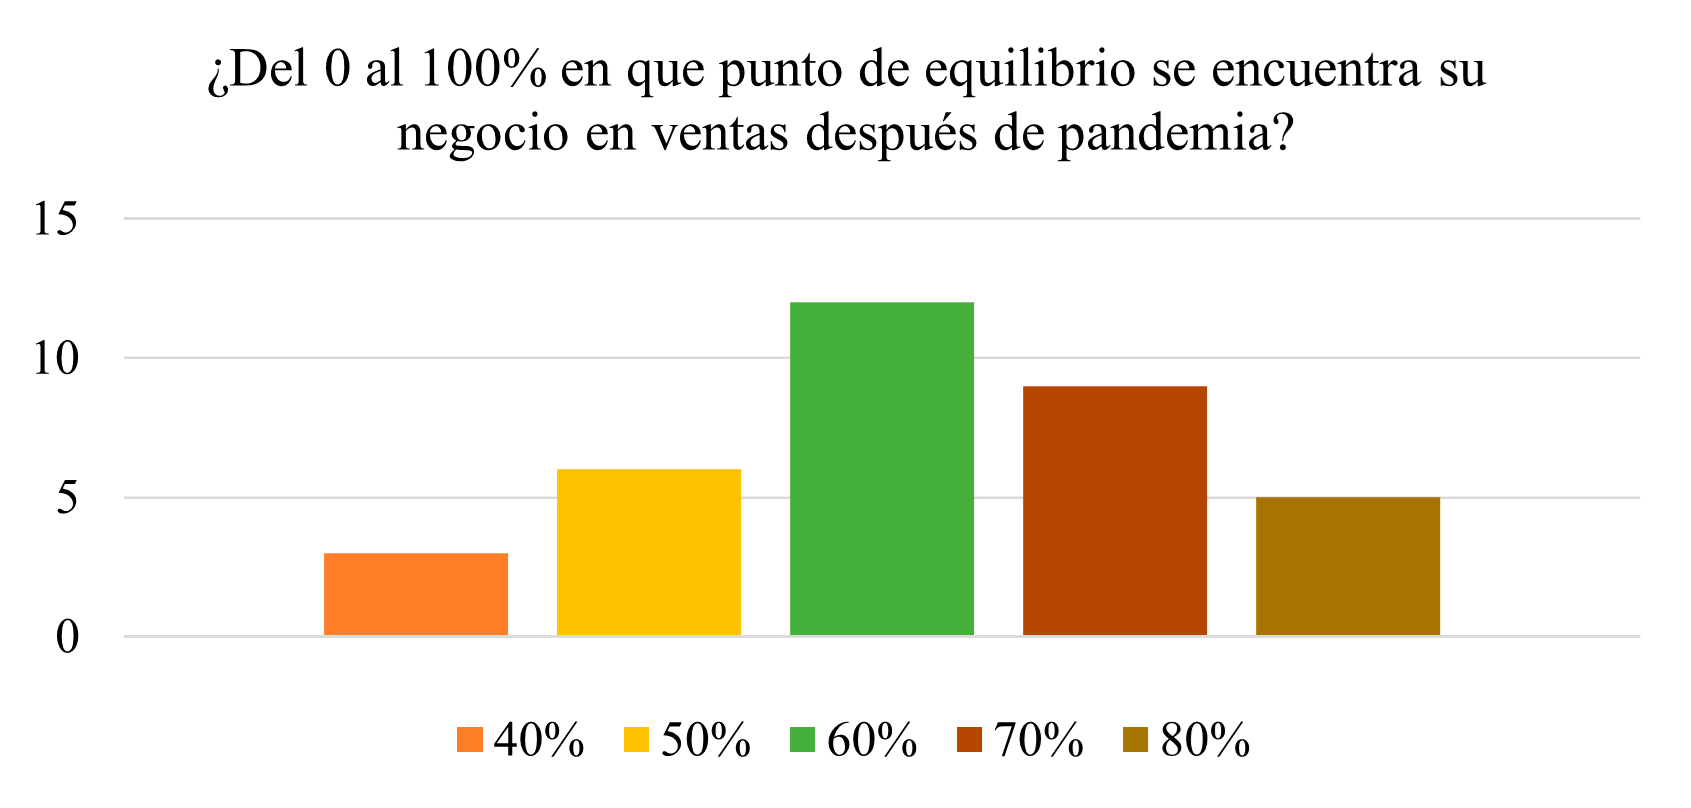 ¿Del 0 al 100% en que punto de equilibrio se encuentra su
negocio en ventas después de pandemia?
15
10
5
0
40% 50% 60% 70% 80%